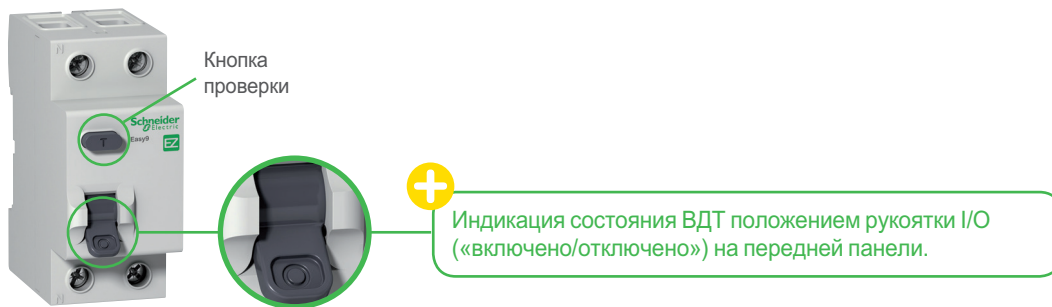 N
Кнопка
проверки
Schneider
Electric
T
Easy9
EZ
Индикация состояния ВДТ положением рукоятки I/O
(«включено/отключено») на передней панели.
N